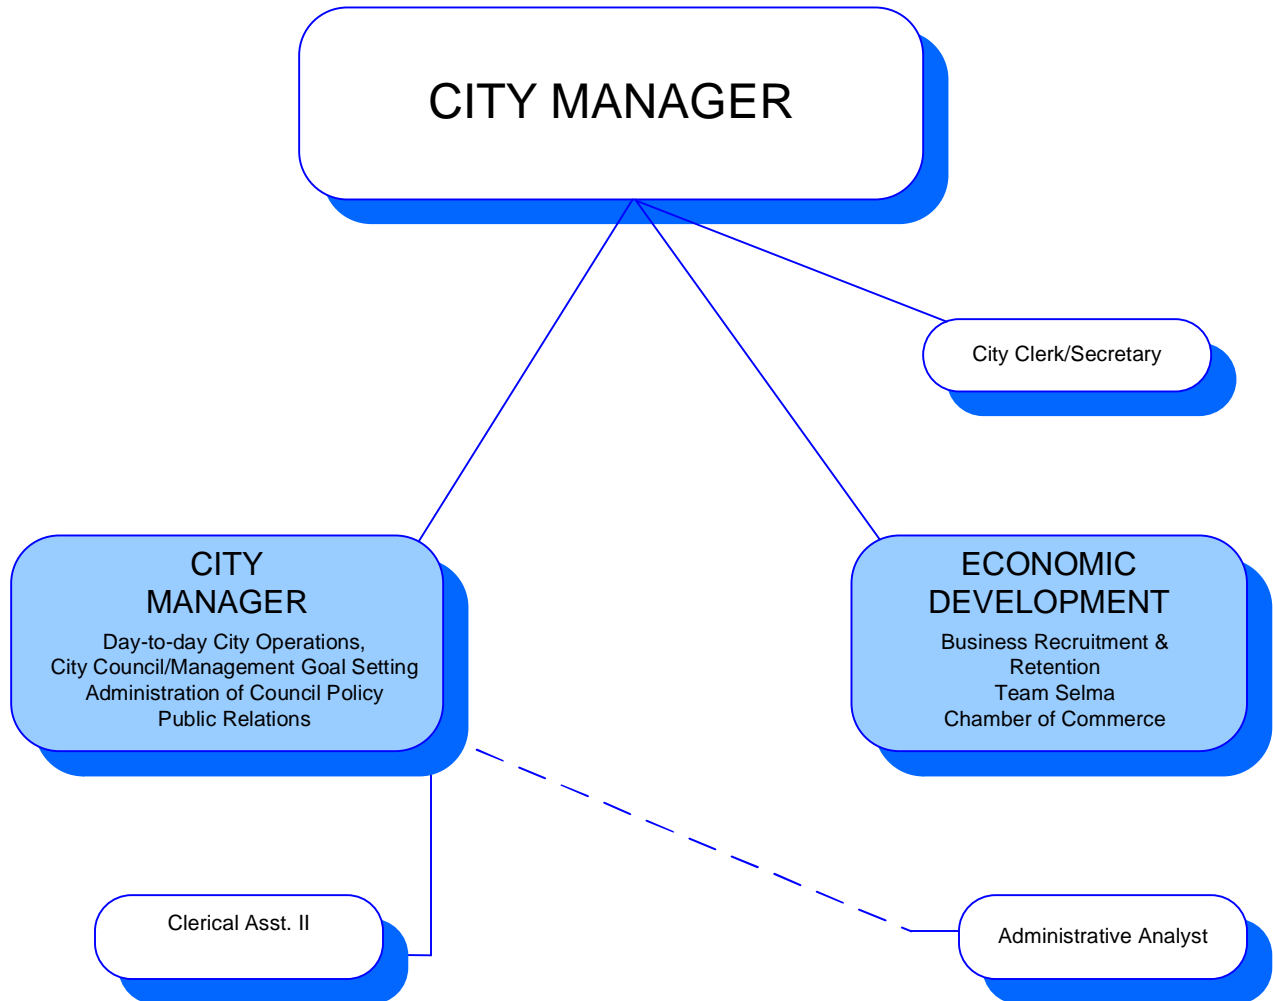 CITY MANAGER
City Clerk/Secretary
CITY
MANAGER
Day-to-day City Operations,
City Council/Management Goal Setting
Administration of Council Policy
Public Relations
ECONOMIC
DEVELOPMENT
Business Recruitment &
Retention
Team Selma
Chamber of Commerce
Clerical Asst. II
Administrative Analyst